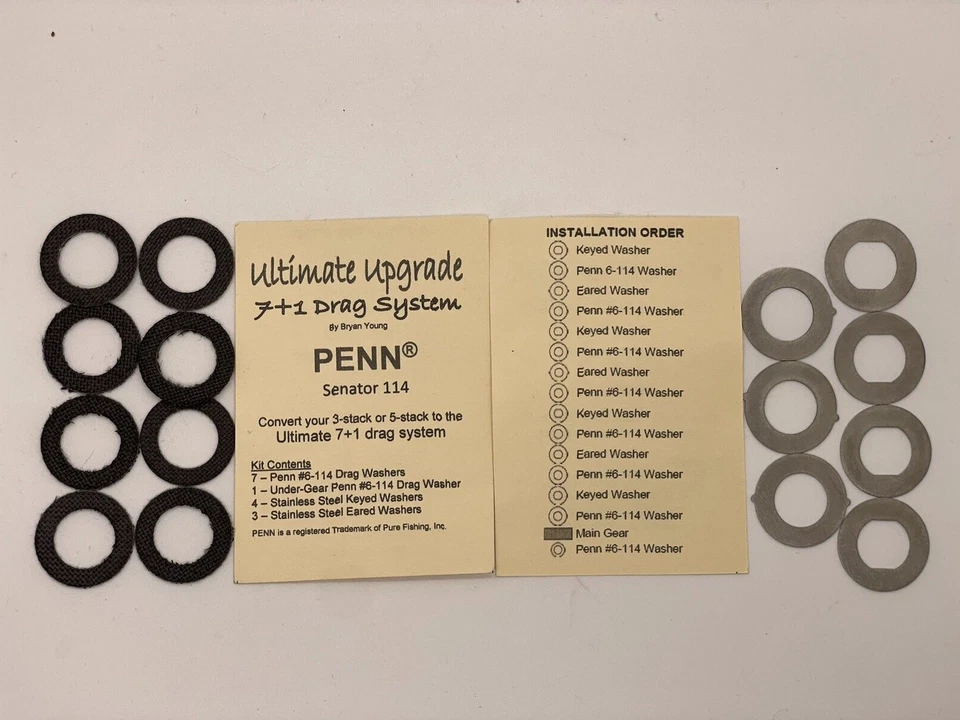 Ultimate Upgrade
7+1 Drag System
By Bryan Young
PENN®
Senator 114
Convert your 3-stack or 5-stack to the
Ultimate 7+1 drag system
Kit Contents
7 – Penn #6-114 Drag Washers
1 – Under-Gear Penn #6-114 Drag Washer
4 – Stainless Steel Keyed Washers
3 – Stainless Steel Eared Washers
PENN is a registered Trademark of Pure Fishing, Inc.
INSTALLATION ORDER
Keyed Washer
Penn 6-114 Washer
Eared Washer
Penn #6-114 Washer
Keyed Washer
Penn #6-114 Washer
Eared Washer
Penn #6-114 Washer
Keyed Washer
Penn #6-114 Washer
Eared Washer
Penn #6-114 Washer
Keyed Washer
Penn #6-114 Washer
Main Gear
Penn #6-114 Washer